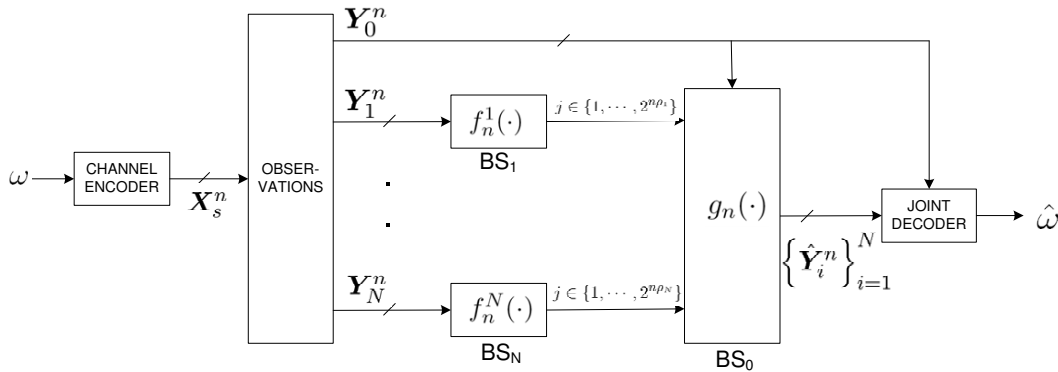 ω
CHANNEL ENCODER
X_s^n
OBSER-VATIONS
Y_0^n
Y_1^n
f_n^1(·)
BS_1
j ∈ {1, ⋯ , 2^{nρ_1}}
Y_N^n
f_n^N(·)
BS_N
j ∈ {1, ⋯ , 2^{nρ_N}}
g_n(·)
BS_0
{Ŷ_i^n}_{i=1}^N
JOINT DECODER
ω̂